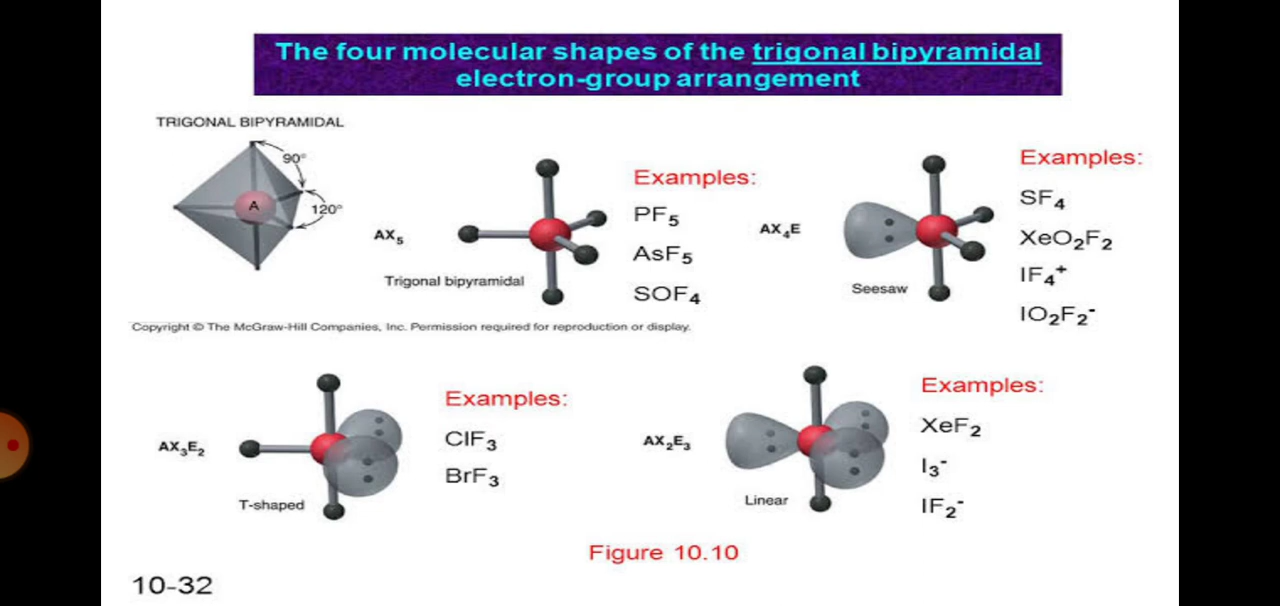 The four molecular shapes of the trigonal bipyramidal
electron-group arrangement
TRIGONAL BIPYRAMIDAL
90°
A
120°
AX₅
Trigonal bipyramidal
Examples:
PF₅
AsF₅
SOF₄
AX₄E
Seesaw
Examples:
SF₄
XeO₂F₂
IF₄⁺
IO₂F₂⁻
Copyright © The McGraw-Hill Companies, Inc. Permission required for reproduction or display.
AX₃E₂
T-shaped
Examples:
ClF₃
BrF₃
AX₂E₃
Linear
Examples:
XeF₂
I₃⁻
IF₂⁻
Figure 10.10
10-32